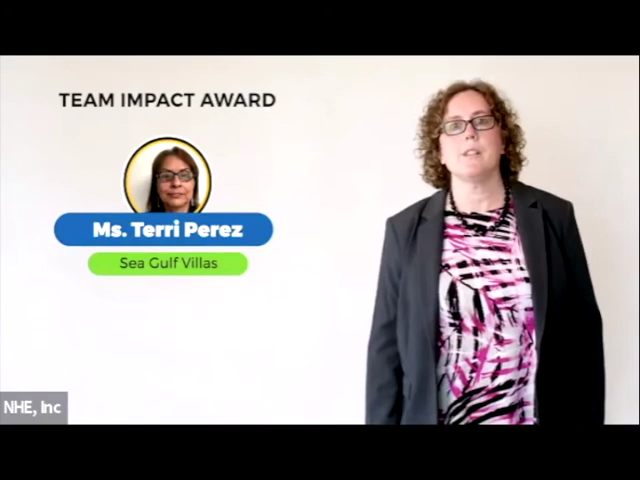 TEAM IMPACT AWARD
Ms. Terri Perez
Sea Gulf Villas
NHE, Inc